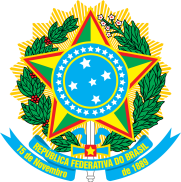 REPÚBLICA FEDERATIVA DO BRASIL
15 de Novembro
de 1889